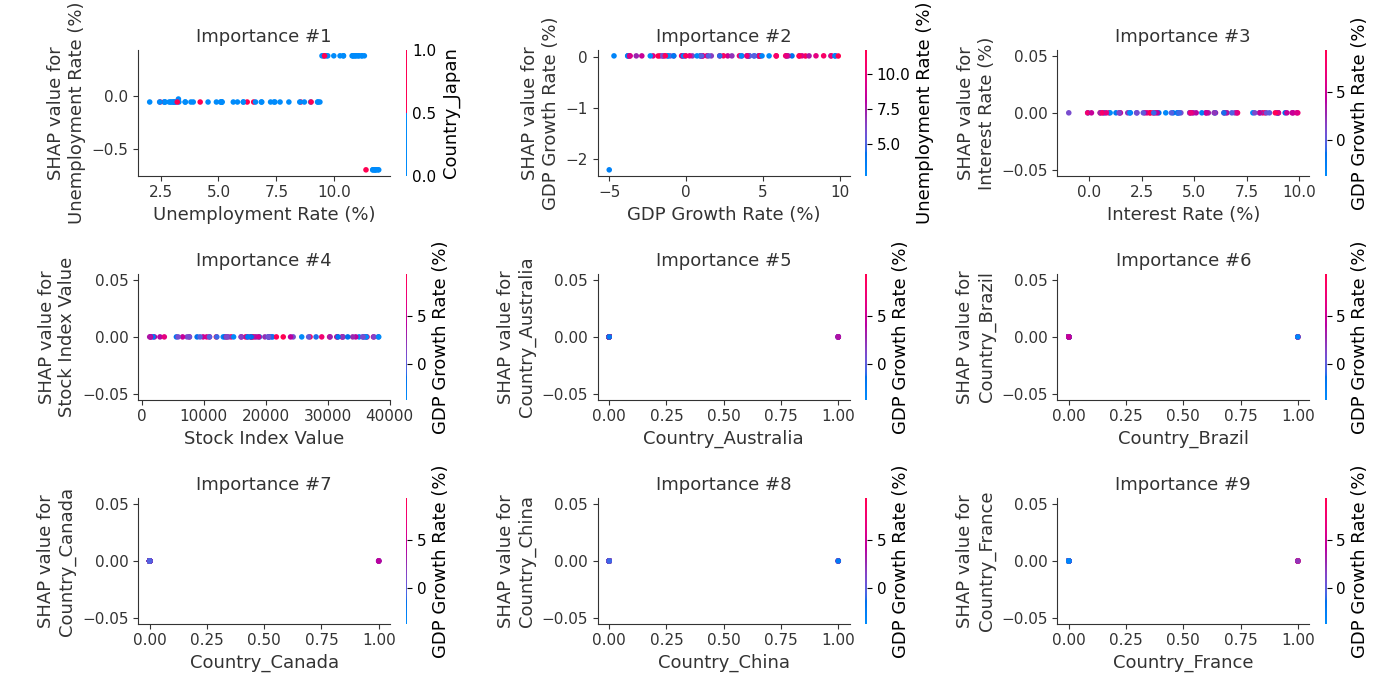 Importance #1
SHAP value for
Unemployment Rate (%)
0.0
−0.5
2.5
5.0
7.5
10.0
Unemployment Rate (%)
1.0
0.5
0.0
Country_Japan
Importance #2
SHAP value for
GDP Growth Rate (%)
0
−1
−2
−5
0
5
10
GDP Growth Rate (%)
10.0
7.5
5.0
Unemployment Rate (%)
Importance #3
SHAP value for
Interest Rate (%)
0.05
0.00
−0.05
0.0
2.5
5.0
7.5
10.0
Interest Rate (%)
5
0
GDP Growth Rate (%)
Importance #4
SHAP value for
Stock Index Value
0.05
0.00
−0.05
0
10000
20000
30000
40000
Stock Index Value
5
0
GDP Growth Rate (%)
Importance #5
SHAP value for
Country_Australia
0.05
0.00
−0.05
0.00
0.25
0.50
0.75
1.00
Country_Australia
5
0
GDP Growth Rate (%)
Importance #6
SHAP value for
Country_Brazil
0.05
0.00
−0.05
0.00
0.25
0.50
0.75
1.00
Country_Brazil
5
0
GDP Growth Rate (%)
Importance #7
SHAP value for
Country_Canada
0.05
0.00
−0.05
0.00
0.25
0.50
0.75
1.00
Country_Canada
5
0
GDP Growth Rate (%)
Importance #8
SHAP value for
Country_China
0.05
0.00
−0.05
0.00
0.25
0.50
0.75
1.00
Country_China
5
0
GDP Growth Rate (%)
Importance #9
SHAP value for
Country_France
0.05
0.00
−0.05
0.00
0.25
0.50
0.75
1.00
Country_France
5
0
GDP Growth Rate (%)